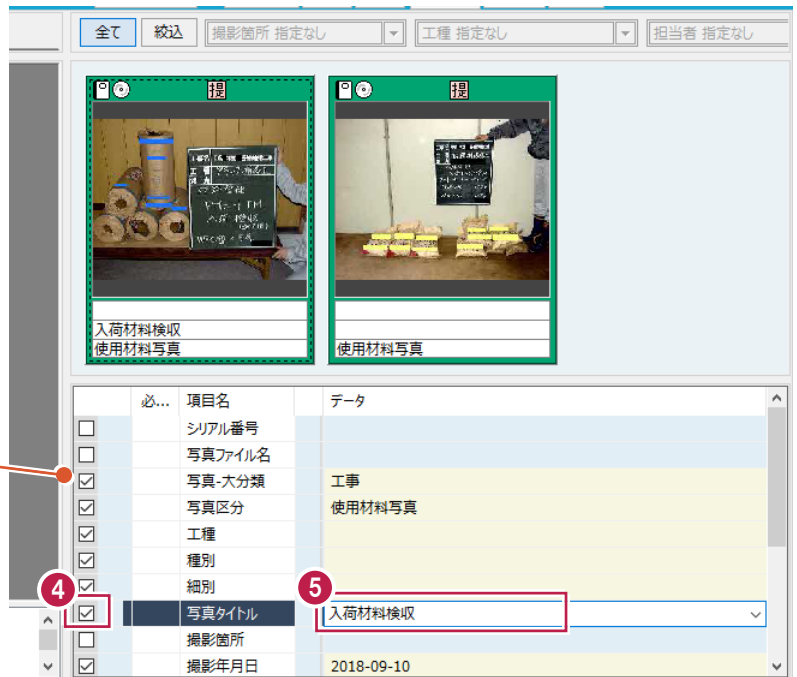 全て 絞込 撮影箇所 指定なし 工種 指定なし 担当者 指定なし
提 提
入荷材料検収
使用材料写真 使用材料写真
必... 項目名 データ
シリアル番号
写真ファイル名
写真-大分類 工事
写真区分 使用材料写真
工種
種別
4 細別 5
写真タイトル 入荷材料検収
撮影箇所
撮影年月日 2018-09-10